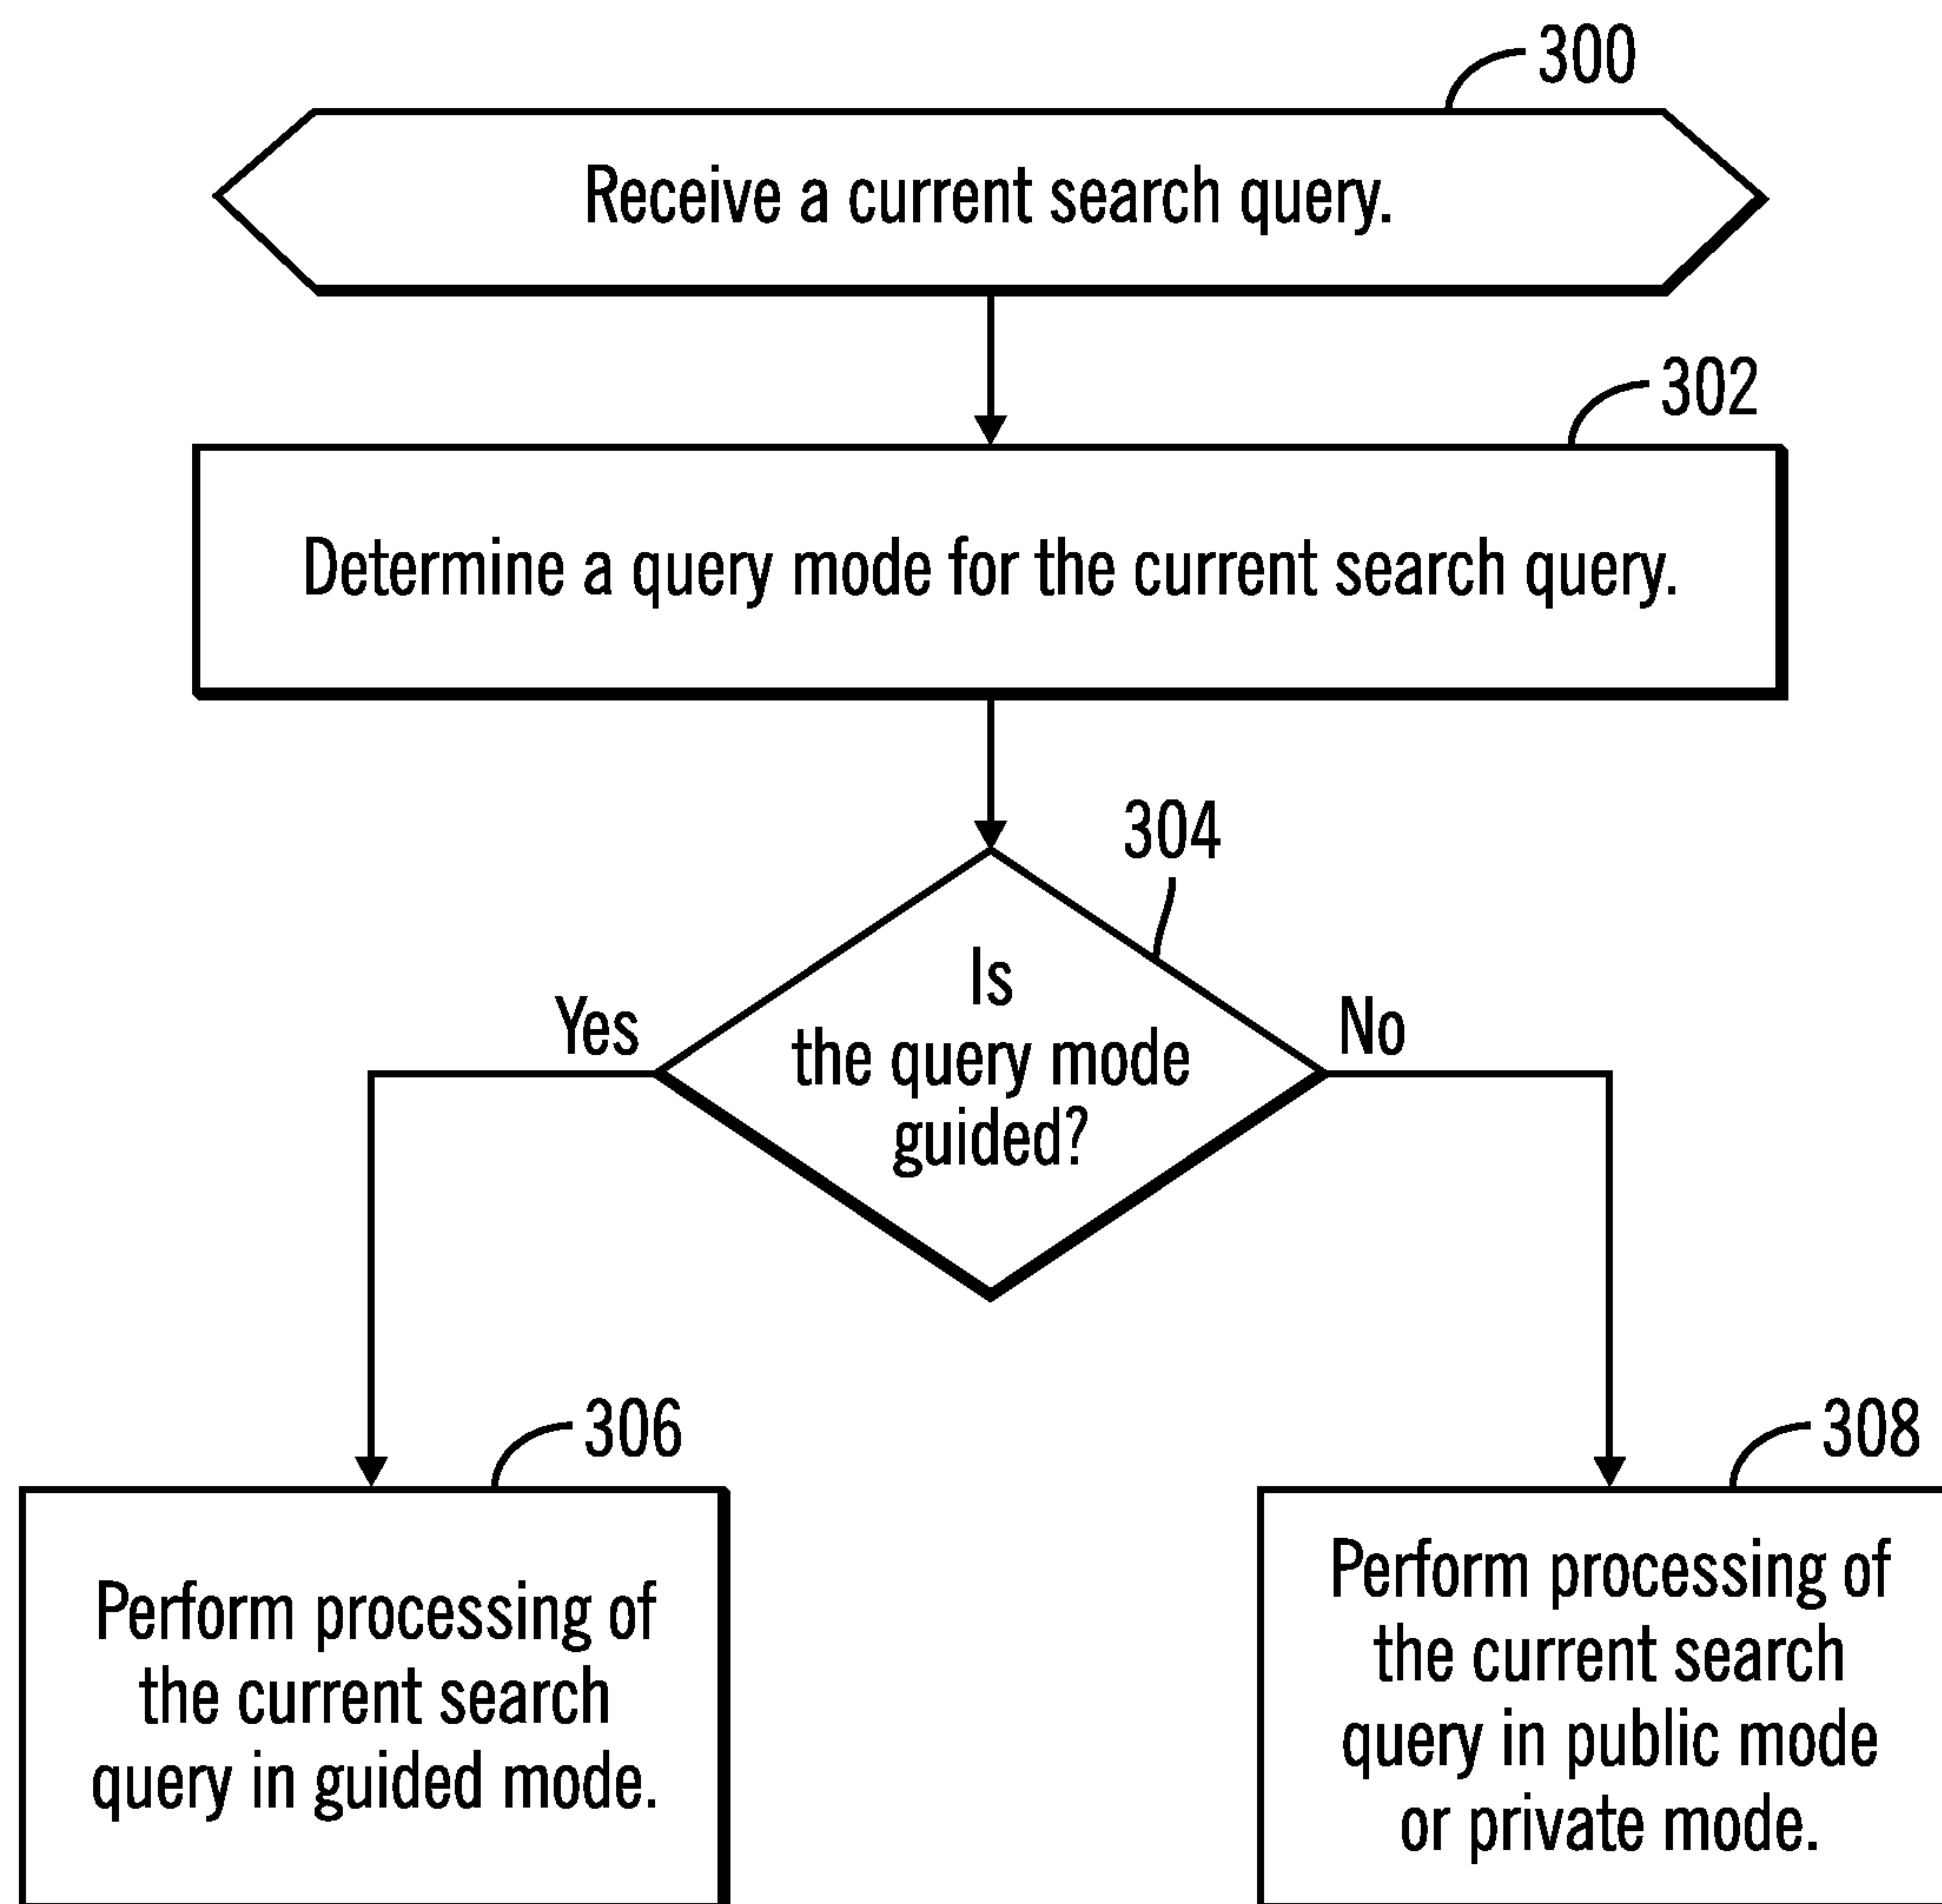 300
Receive a current search query.
302
Determine a query mode for the current search query.
304
Is
the query mode
guided?
Yes
No
306
Perform processing of
the current search
query in guided mode.
308
Perform processing of
the current search
query in public mode
or private mode.